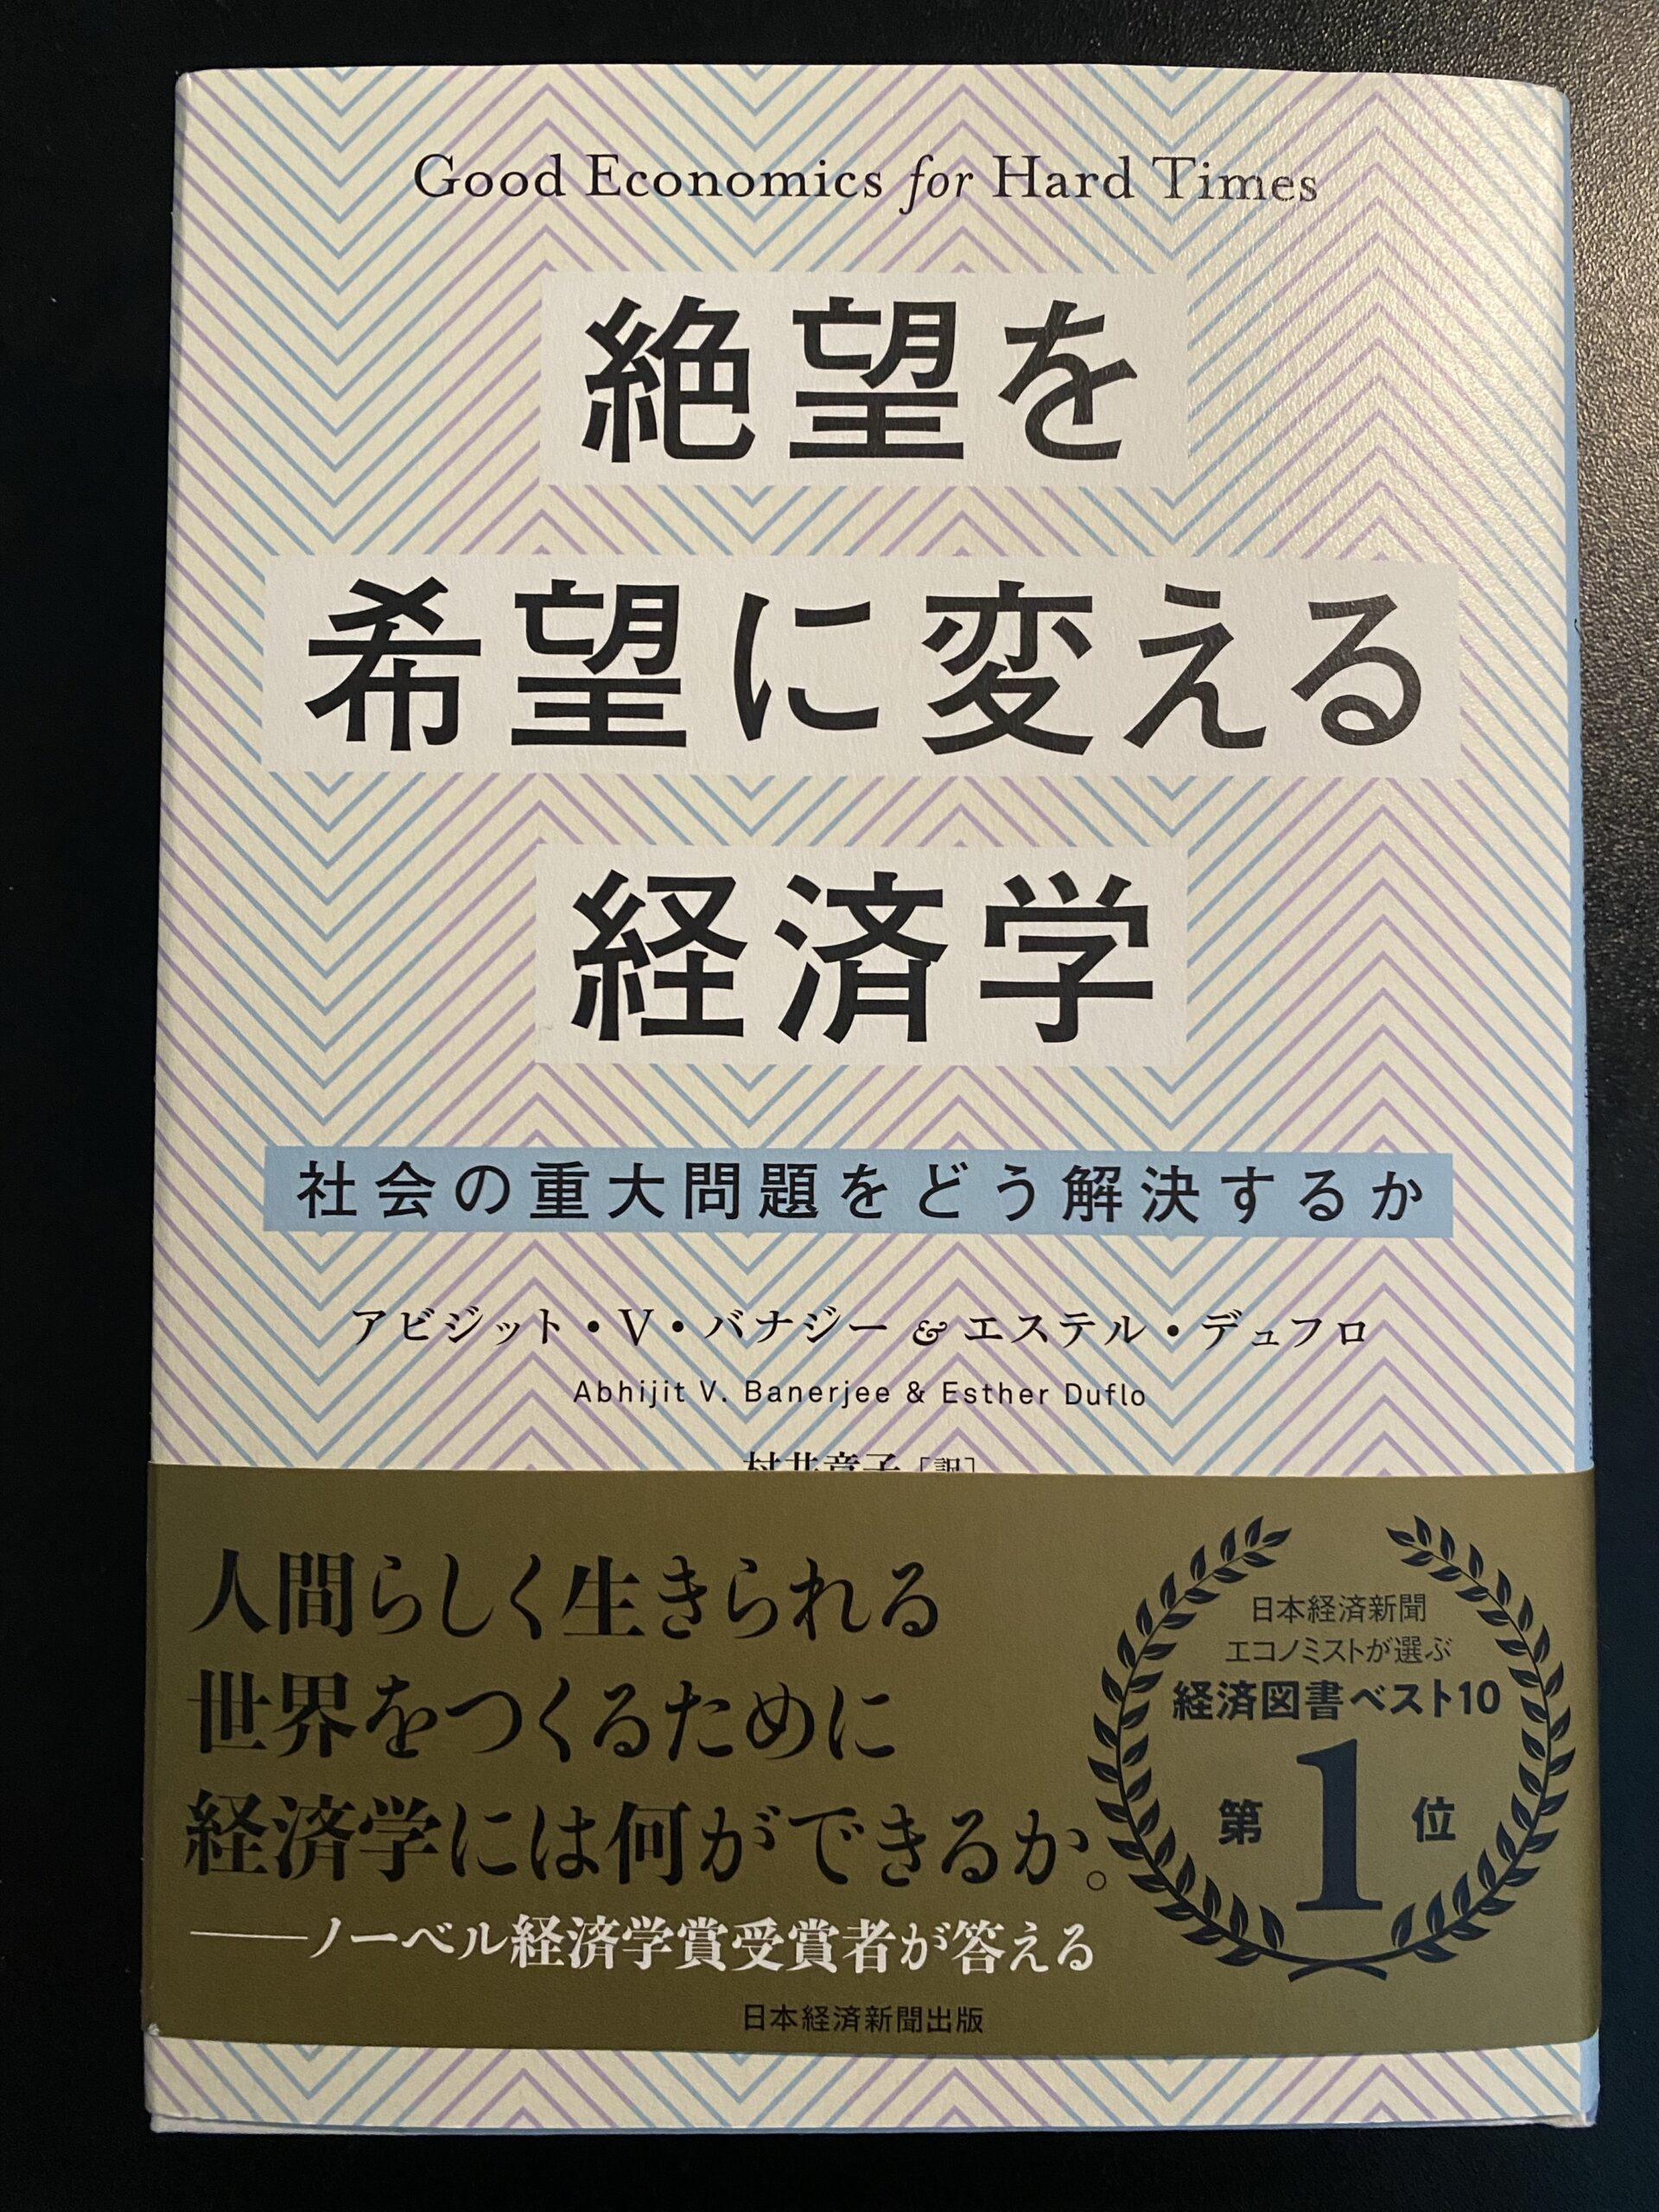 Good Economics for Hard Times
絶望を
希望に変える
経済学
社会の重大問題をどう解決するか
アビジット・V・バナジー & エステル・デュフロ
Abhijit V. Banerjee & Esther Duflo
村井章子［訳］
人間らしく生きられる
世界をつくるために
経済学には何ができるか。
──ノーベル経済学賞受賞者が答える
日本経済新聞
エコノミストが選ぶ
経済図書ベスト10
第1位
日本経済新聞出版